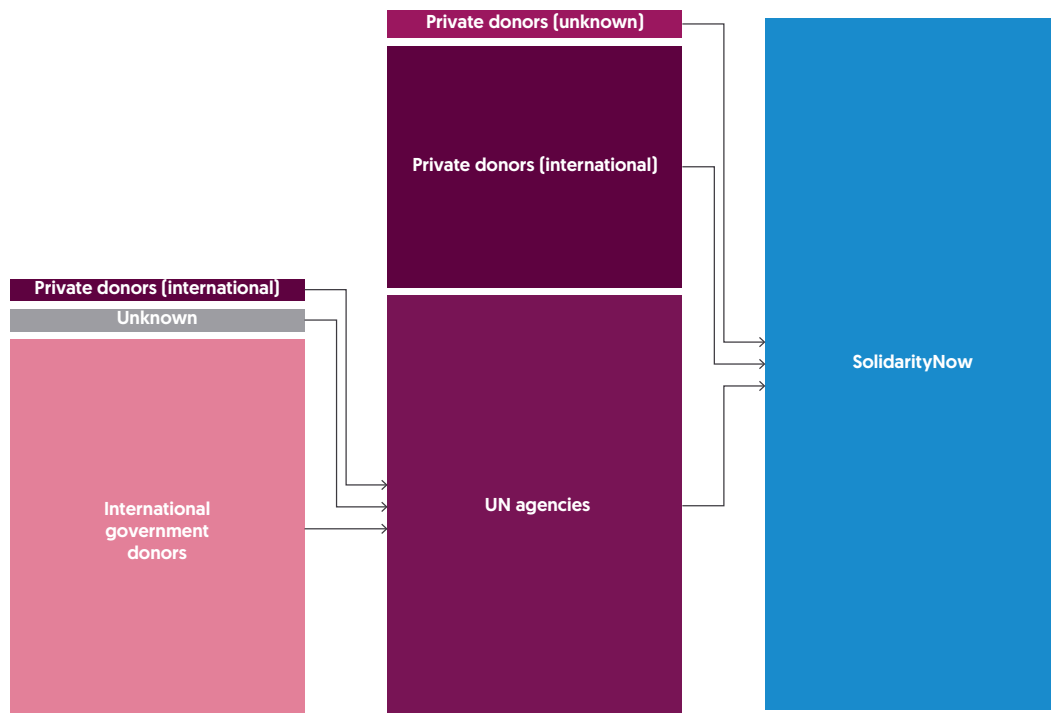 Private donors (unknown)
Private donors (international)
Private donors (international)
Unknown
SolidarityNow
International
government
donors
UN agencies